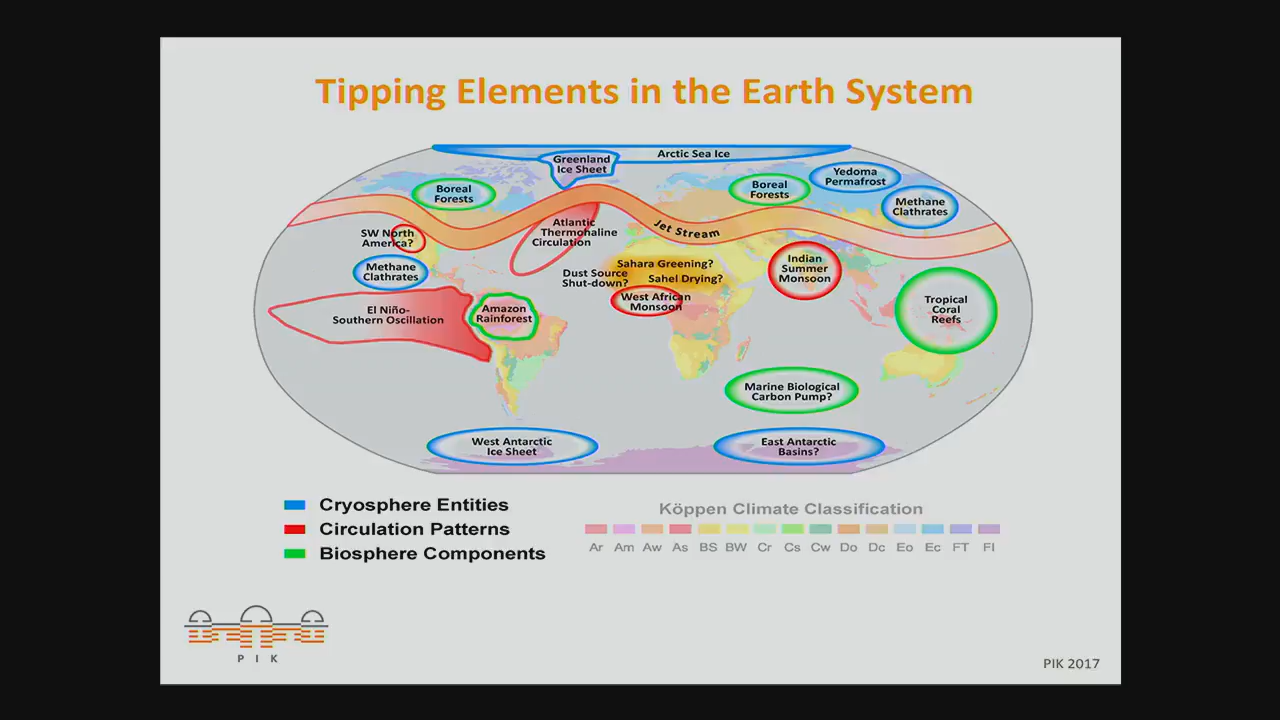 Tipping Elements in the Earth System
Arctic Sea Ice
Greenland
Ice Sheet
Yedoma
Permafrost
Boreal
Forests
Boreal
Forests
Methane
Clathrates
Atlantic
Thermohaline
Circulation
Jet Stream
SW North
America?
Methane
Clathrates
Sahara Greening?
Dust Source
Shut-down?
Sahel Drying?
Indian
Summer
Monsoon
West African
Monsoon
El Niño-
Southern Oscillation
Amazon
Rainforest
Tropical
Coral
Reefs
Marine Biological
Carbon Pump?
West Antarctic
Ice Sheet
East Antarctic
Basins?
Cryosphere Entities
Circulation Patterns
Biosphere Components
Köppen Climate Classification
Ar Am Aw As BS BW Cr Cs Cw Do Dc Eo Ec FT FI
PIK
PIK 2017